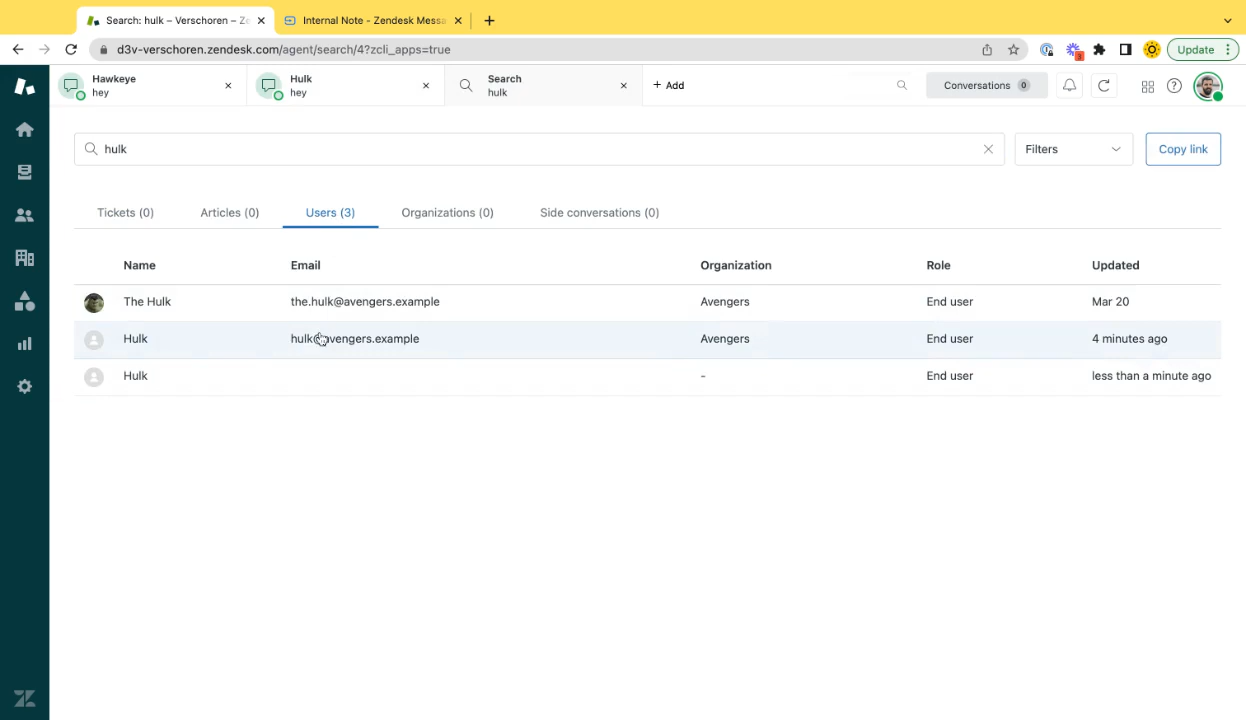 Search: hulk – Verschoren – Ze
Internal Note - Zendesk Messa
d3v-verschoren.zendesk.com/agent/search/4?zcli_apps=true
Update
Hawkeye
hey
Hulk
hey
Search
hulk
+ Add
Conversations 0
hulk
Filters
Copy link
Tickets (0)
Articles (0)
Users (3)
Organizations (0)
Side conversations (0)
Name Email Organization Role Updated
The Hulk the.hulk@avengers.example Avengers End user Mar 20
Hulk hulk@avengers.example Avengers End user 4 minutes ago
Hulk - End user less than a minute ago